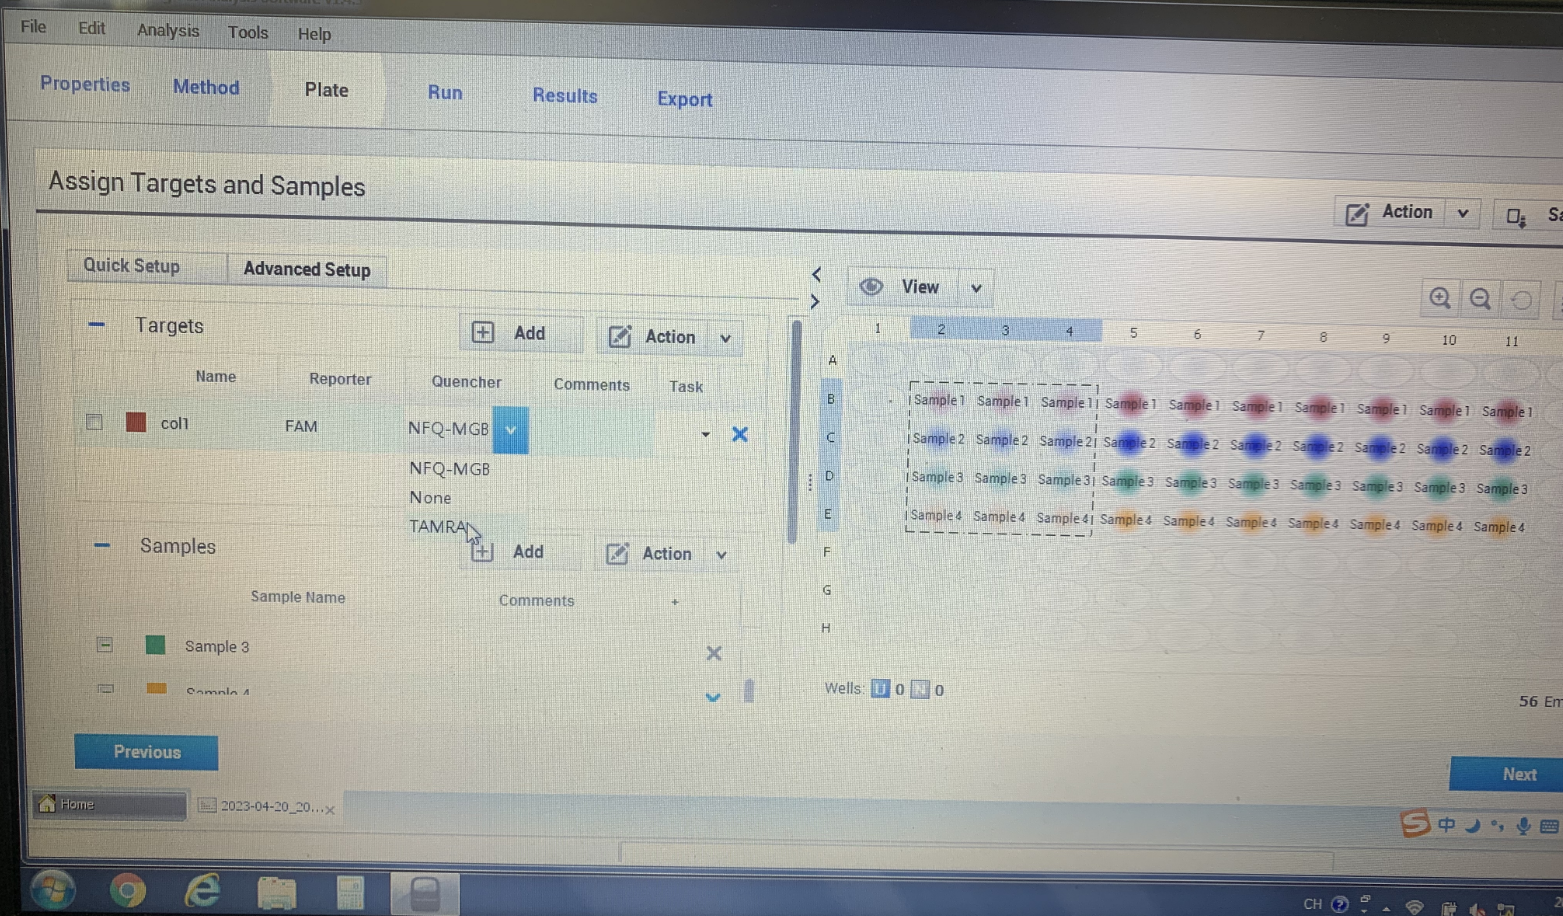 File Edit Analysis Tools Help
Properties Method Plate Run Results Export
Assign Targets and Samples
Action
Quick Setup Advanced Setup
View
Targets Add Action
1 2 3 4 5 6 7 8 9 10 11
Name Reporter Quencher Comments Task
A
col1 FAM NFQ-MGB
B Sample 1 Sample 1 Sample 1 Sample 1 Sample 1 Sample 1 Sample 1 Sample 1 Sample 1 Sample 1
NFQ-MGB
C Sample 2 Sample 2 Sample 2 Sample 2 Sample 2 Sample 2 Sample 2 Sample 2 Sample 2 Sample 2
None
D Sample 3 Sample 3 Sample 3 Sample 3 Sample 3 Sample 3 Sample 3 Sample 3 Sample 3 Sample 3
TAMRA
E Sample 4 Sample 4 Sample 4 Sample 4 Sample 4 Sample 4 Sample 4 Sample 4 Sample 4 Sample 4
Samples Add Action
F
Sample Name Comments +
G
H
Sample 3
Sample 4
Wells: U 0 N 0
56 Em
Previous
Next
Home 2023-04-20_20...
S 中
CH